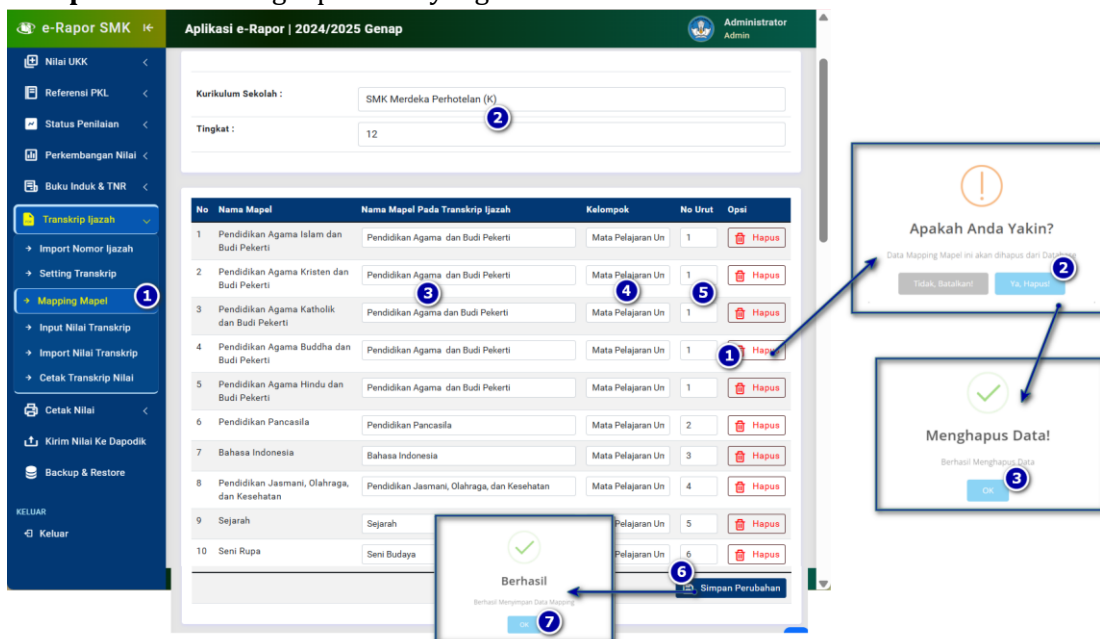 e-Rapor SMK
Aplikasi e-Rapor | 2024/2025 Genap
Administrator
Admin
Nilai UKK
Referensi PKL
Status Penilaian
Perkembangan Nilai
Buku Induk & TNR
Transkrip Ijazah
Import Nomor Ijazah
Setting Transkrip
Mapping Mapel 1
Input Nilai Transkrip
Import Nilai Transkrip
Cetak Transkrip Nilai
Cetak Nilai
Kirim Nilai Ke Dapodik
Backup & Restore
KELUAR
Keluar
Kurikulum Sekolah :
SMK Merdeka Perhotelan (K)
2
Tingkat :
12
No Nama Mapel Nama Mapel Pada Transkrip Ijazah Kelompok No Urut Opsi
1 Pendidikan Agama Islam dan Budi Pekerti Pendidikan Agama dan Budi Pekerti Mata Pelajaran Un 1 Hapus
2 Pendidikan Agama Kristen dan Budi Pekerti Pendidikan Agama dan Budi Pekerti Mata Pelajaran Un 1 Hapus
3 4 5
3 Pendidikan Agama Katholik dan Budi Pekerti Pendidikan Agama dan Budi Pekerti Mata Pelajaran Un 1 Hapus
4 Pendidikan Agama Buddha dan Budi Pekerti Pendidikan Agama dan Budi Pekerti Mata Pelajaran Un 1 Hapus
1
5 Pendidikan Agama Hindu dan Budi Pekerti Pendidikan Agama dan Budi Pekerti Mata Pelajaran Un 1 Hapus
6 Pendidikan Pancasila Pendidikan Pancasila Mata Pelajaran Un 2 Hapus
7 Bahasa Indonesia Bahasa Indonesia Mata Pelajaran Un 3 Hapus
8 Pendidikan Jasmani, Olahraga, dan Kesehatan Pendidikan Jasmani, Olahraga, dan Kesehatan Mata Pelajaran Un 4 Hapus
9 Sejarah Sejarah Pelajaran Un 5 Hapus
10 Seni Rupa Seni Budaya Pelajaran Un 6 Hapus
6
Simpan Perubahan
Berhasil
Berhasil Menyimpan Data Mapping
OK 7
Apakah Anda Yakin?
Data Mapping Mapel ini akan dihapus dari Database
2
Tidak, Batalkan! Ya, Hapus!
Menghapus Data!
Berhasil Menghapus Data
3
OK